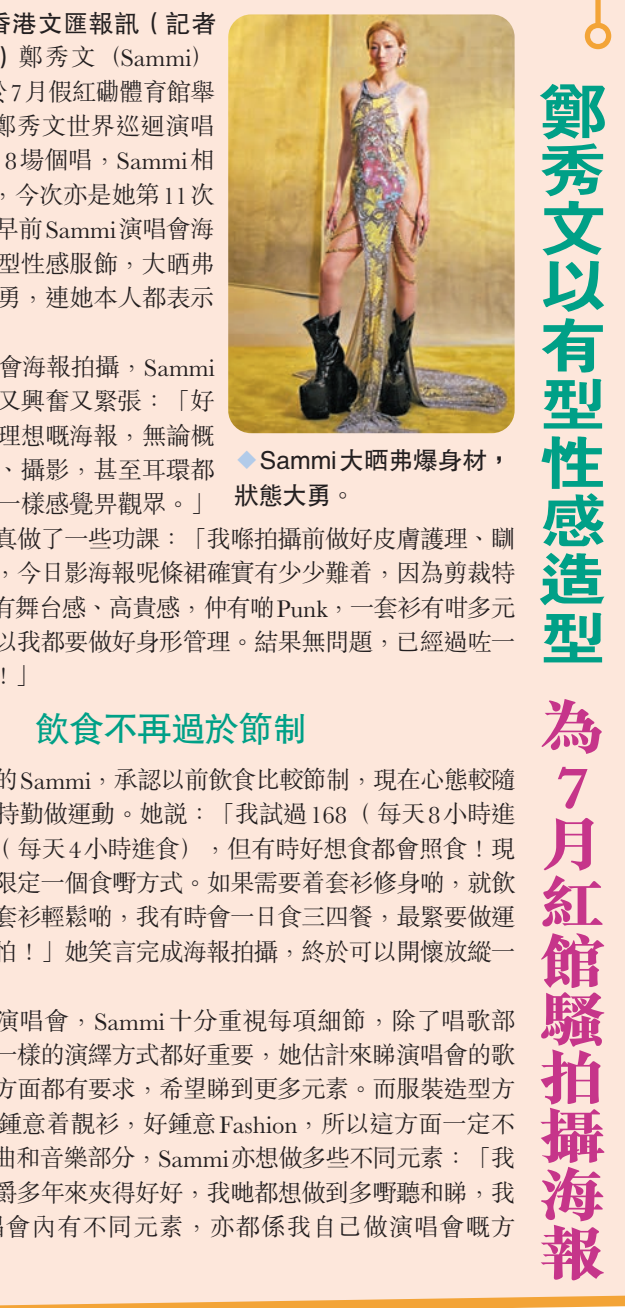 鄭秀文以有型性感造型 為7月紅館騷拍攝海報
香港文匯報訊（記者
）鄭秀文（Sammi）
於7月假紅磡體育館舉
鄭秀文世界巡迴演唱
8場個唱，Sammi相
，今次亦是她第11次
早前Sammi演唱會海
型性感服飾，大晒弗
勇，連她本人都表示
會海報拍攝，Sammi
又興奮又緊張：「好
理想嘅海報，無論概
、攝影，甚至耳環都
一樣感覺畀觀眾。」
◆Sammi大晒弗爆身材，
狀態大勇。
真做了一些功課：「我喺拍攝前做好皮膚護理、瞓
，今日影海報呢條裙確實有少少難着，因為剪裁特
有舞台感、高貴感，仲有啲Punk，一套衫有咁多元
以我都要做好身形管理。結果無問題，已經過咗一
！」
飲食不再過於節制
的Sammi，承認以前飲食比較節制，現在心態較隨
持勤做運動。她説：「我試過168（每天8小時進
（每天4小時進食），但有時好想食都會照食！現
限定一個食嘢方式。如果需要着套衫修身啲，就飲
套衫輕鬆啲，我有時會一日食三四餐，最緊要做運
怕！」她笑言完成海報拍攝，終於可以開懷放縱一
演唱會，Sammi十分重視每項細節，除了唱歌部
一樣的演繹方式都好重要，她估計來睇演唱會的歌
方面都有要求，希望睇到更多元素。而服裝造型方
鍾意着靚衫，好鍾意Fashion，所以這方面一定不
曲和音樂部分，Sammi亦想做多些不同元素：「我
爵多年來夾得好好，我哋都想做到多嘢聽和睇，我
唱會內有不同元素，亦都係我自己做演唱會嘅方